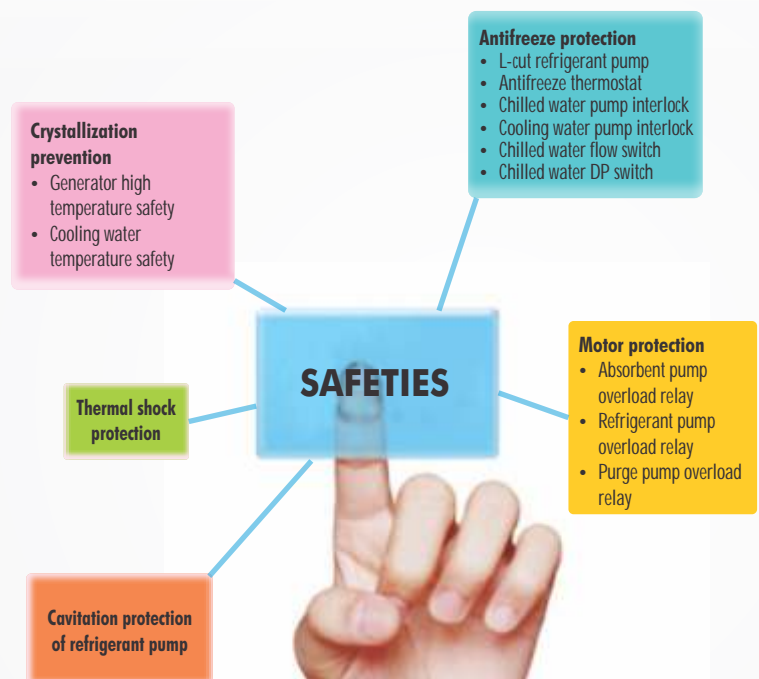 Antifreeze protection
• L-cut refrigerant pump
• Antifreeze thermostat
• Chilled water pump interlock
• Cooling water pump interlock
• Chilled water flow switch
• Chilled water DP switch
Crystallization
prevention
• Generator high
temperature safety
• Cooling water
temperature safety
SAFETIES
Motor protection
• Absorbent pump
overload relay
• Refrigerant pump
overload relay
• Purge pump overload
relay
Thermal shock
protection
Cavitation protection
of refrigerant pump